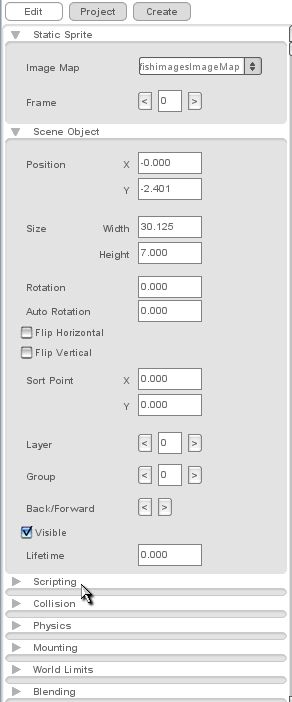 Edit Project Create
Static Sprite
Image Map fishimagesImageMap
Frame < 0 >
Scene Object
Position X -0.000
Y -2.401
Size Width 30.125
Height 7.000
Rotation 0.000
Auto Rotation 0.000
Flip Horizontal
Flip Vertical
Sort Point X 0.000
Y 0.000
Layer < 0 >
Group < 0 >
Back/Forward < >
Visible
Lifetime 0.000
Scripting
Collision
Physics
Mounting
World Limits
Blending